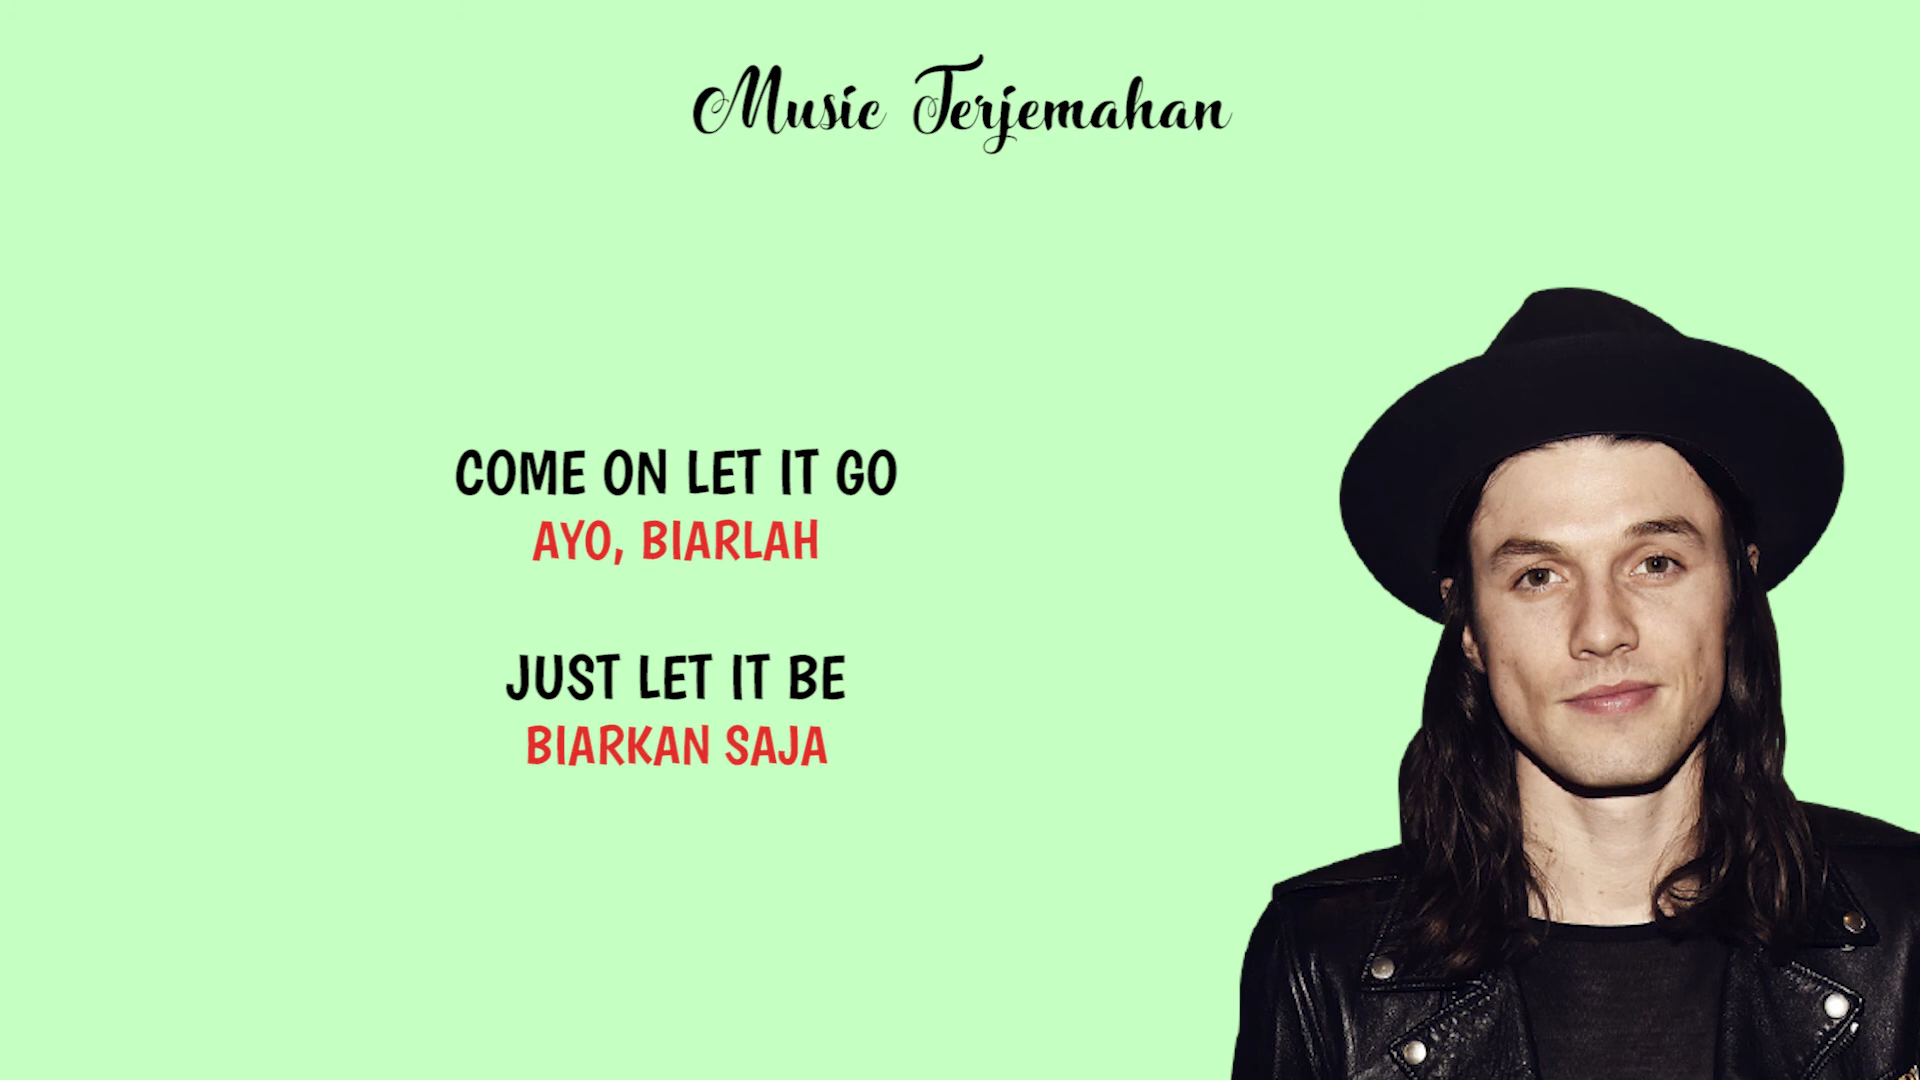 Music Terjemahan
COME ON LET IT GO
AYO, BIARLAH
JUST LET IT BE
BIARKAN SAJA